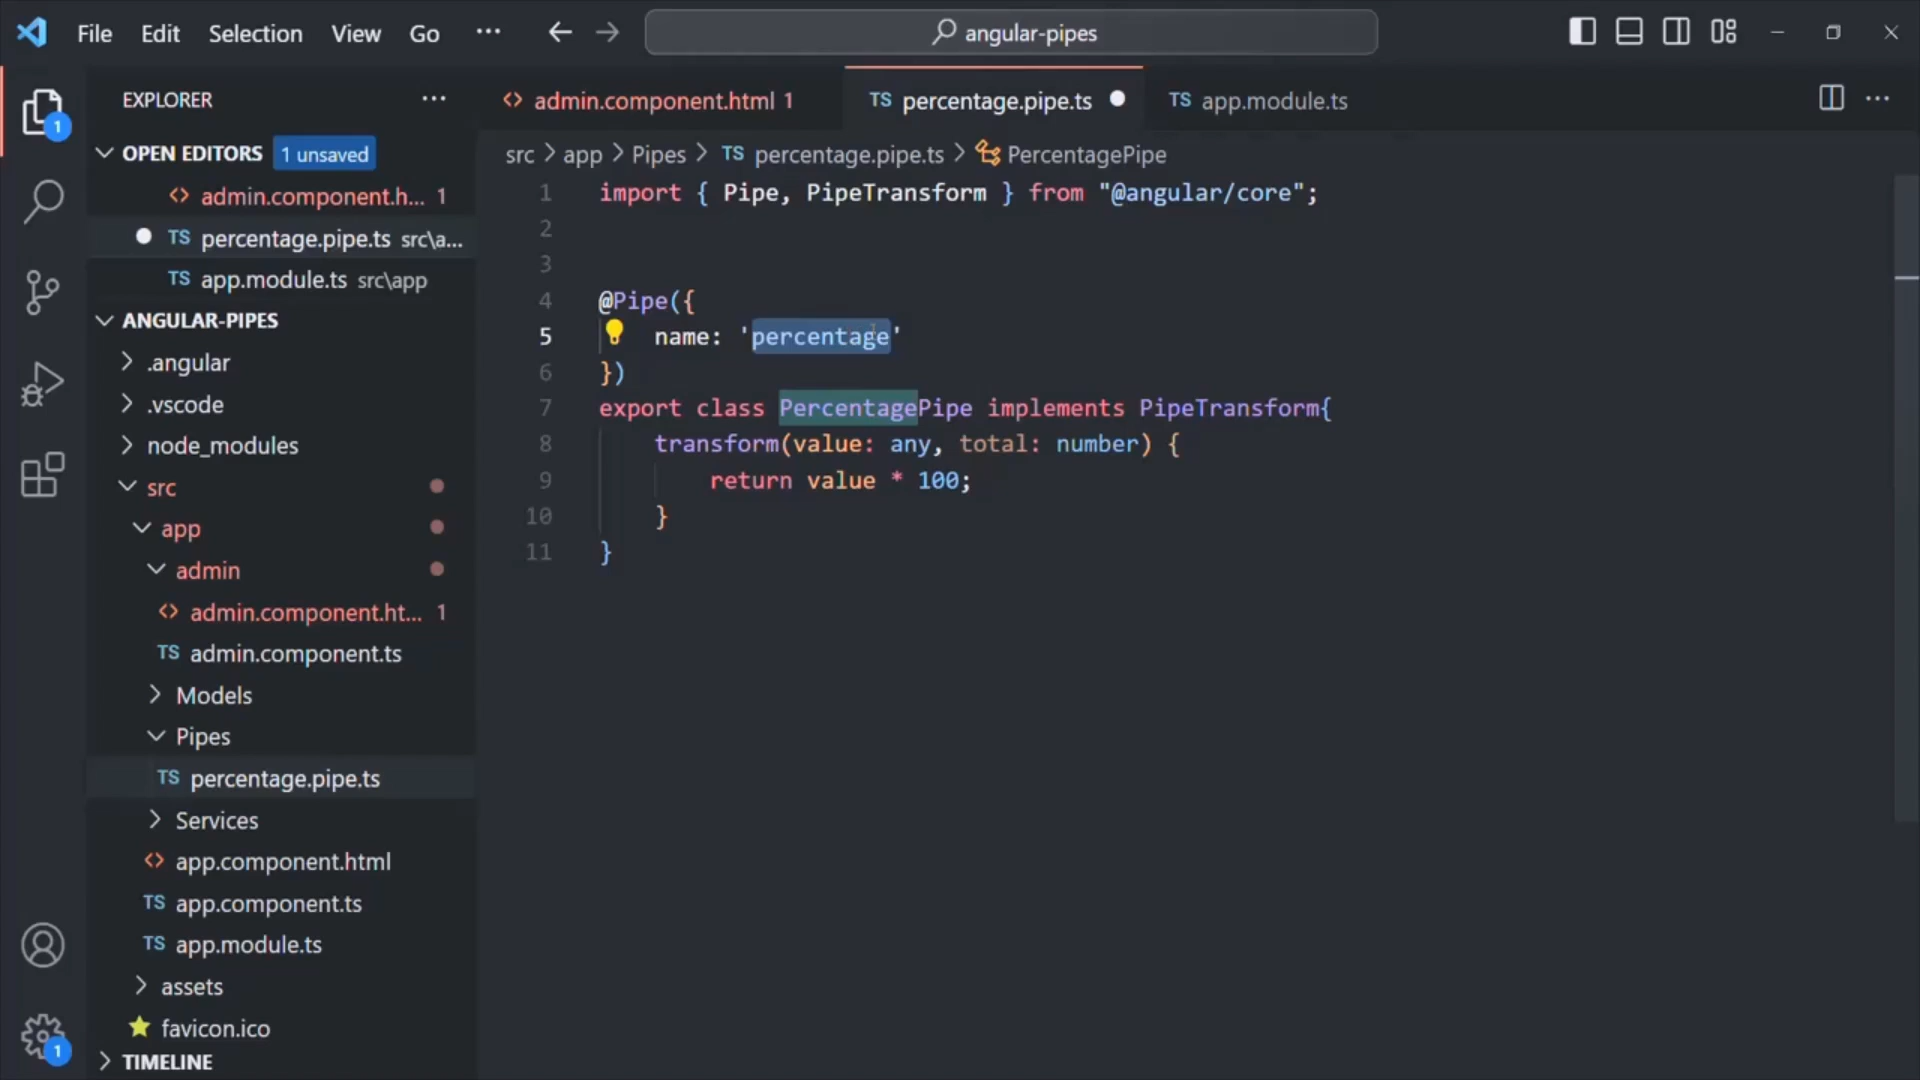 File Edit Selection View Go ··· angular-pipes
EXPLORER ···
OPEN EDITORS 1 unsaved
<> admin.component.h... 1
TS percentage.pipe.ts src\a...
TS app.module.ts src\app
ANGULAR-PIPES
.angular
.vscode
node_modules
src
app
admin
<> admin.component.ht... 1
TS admin.component.ts
Models
Pipes
TS percentage.pipe.ts
Services
<> app.component.html
TS app.component.ts
TS app.module.ts
assets
favicon.ico
TIMELINE
1
1
<> admin.component.html 1 TS percentage.pipe.ts TS app.module.ts ···
src > app > Pipes > TS percentage.pipe.ts > PercentagePipe
1 import { Pipe, PipeTransform } from "@angular/core";
2
3
4 @Pipe({
5 name: 'percentage'
6 })
7 export class PercentagePipe implements PipeTransform{
8 transform(value: any, total: number) {
9 return value * 100;
10 }
11 }